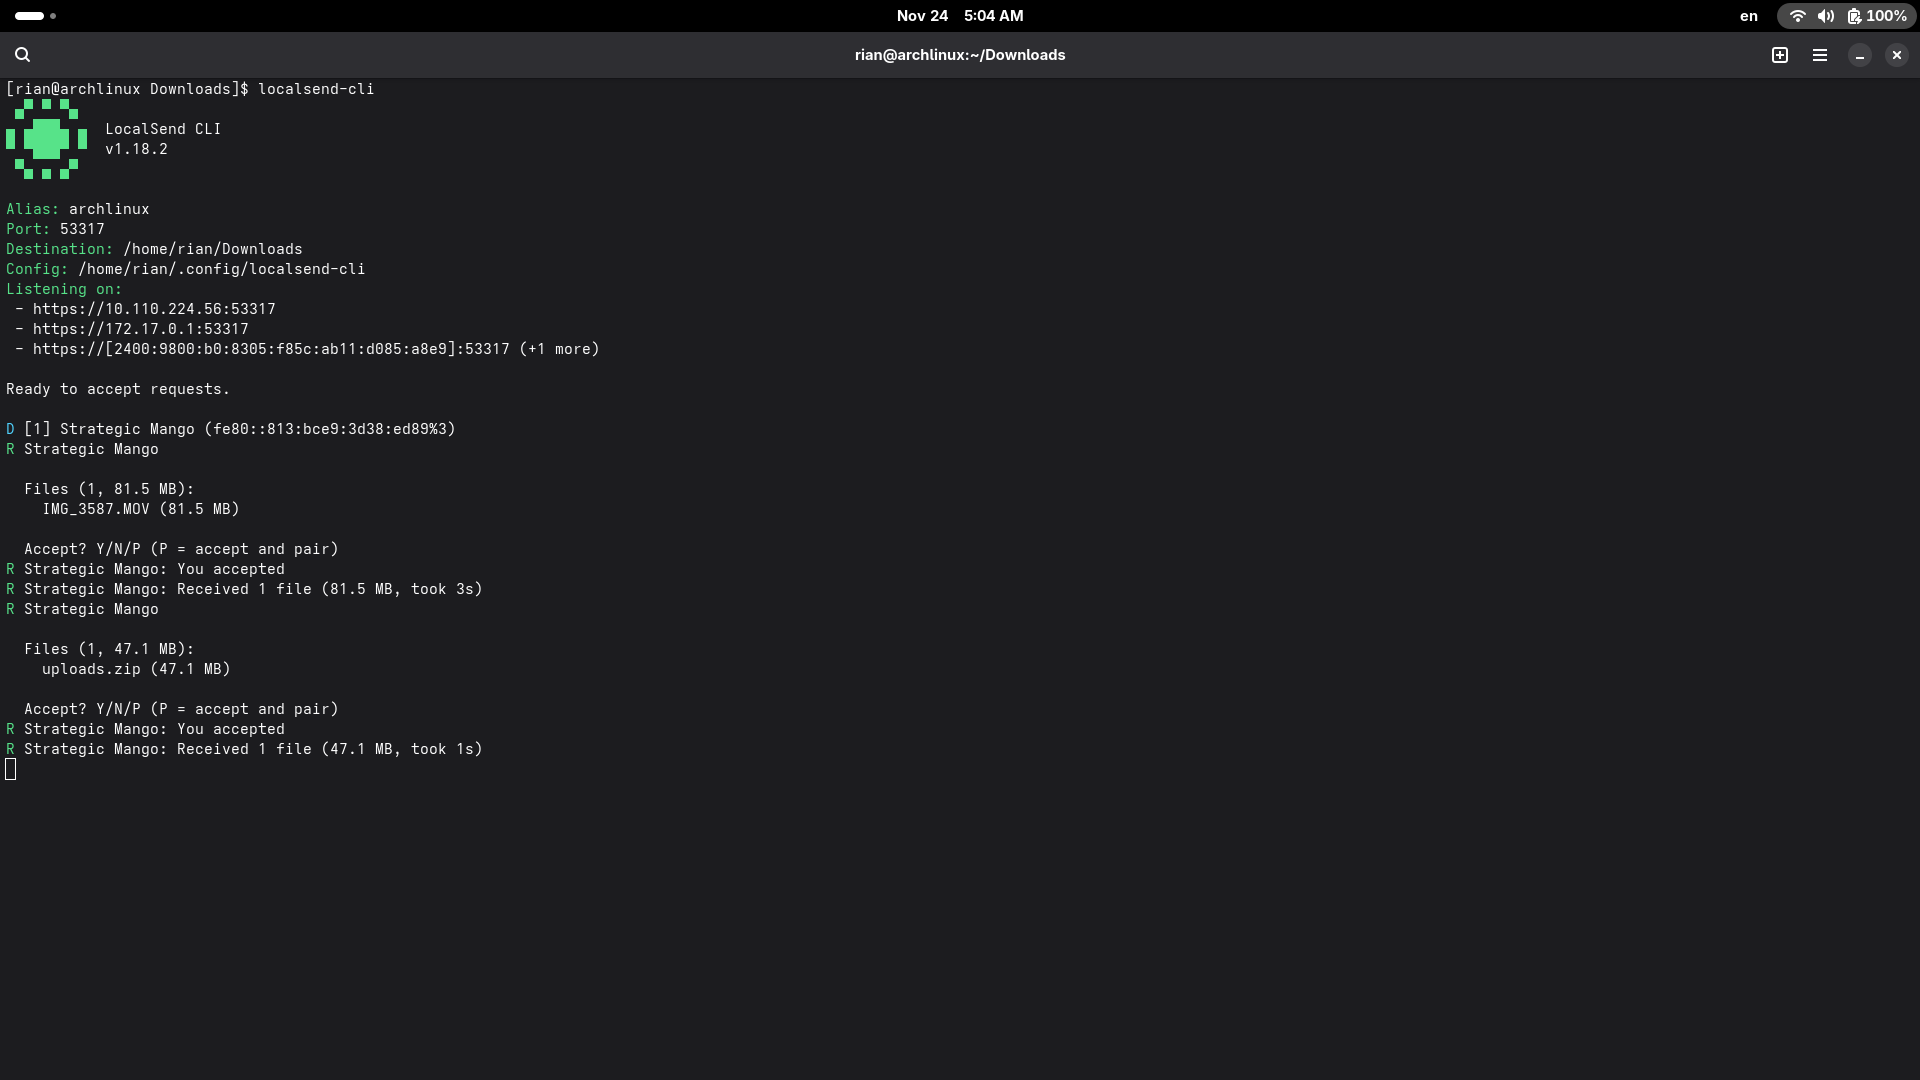 Nov 24 5:04 AM
en 100%
rian@archlinux:~/Downloads
[rian@archlinux Downloads]$ localsend-cli
LocalSend CLI
v1.18.2
Alias: archlinux
Port: 53317
Destination: /home/rian/Downloads
Config: /home/rian/.config/localsend-cli
Listening on:
- https://10.110.224.56:53317
- https://172.17.0.1:53317
- https://[2400:9800:b0:8305:f85c:ab11:d085:a8e9]:53317 (+1 more)
Ready to accept requests.
D [1] Strategic Mango (fe80::813:bce9:3d38:ed89%3)
R Strategic Mango
Files (1, 81.5 MB):
IMG_3587.MOV (81.5 MB)
Accept? Y/N/P (P = accept and pair)
R Strategic Mango: You accepted
R Strategic Mango: Received 1 file (81.5 MB, took 3s)
R Strategic Mango
Files (1, 47.1 MB):
uploads.zip (47.1 MB)
Accept? Y/N/P (P = accept and pair)
R Strategic Mango: You accepted
R Strategic Mango: Received 1 file (47.1 MB, took 1s)